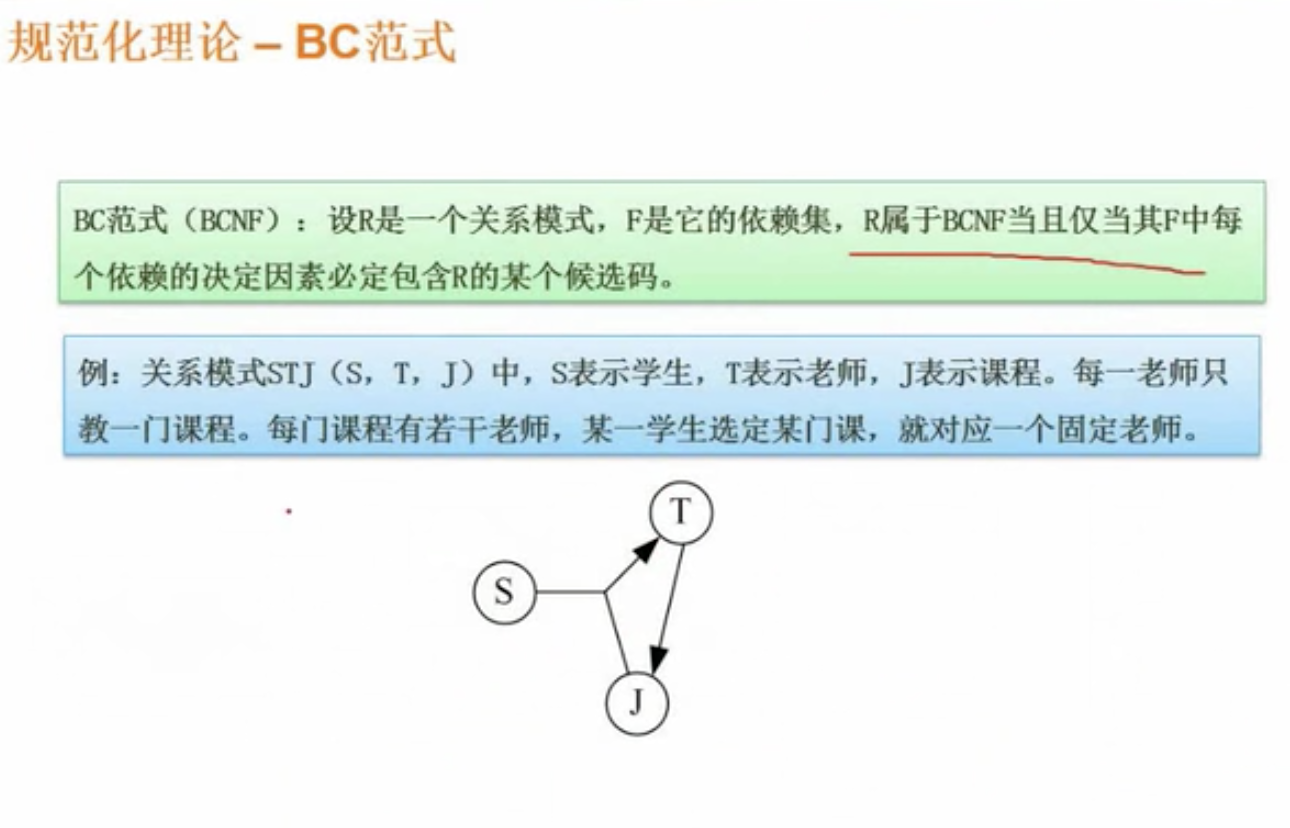 规范化理论 – BC范式
BC范式（BCNF）：设R是一个关系模式，F是它的依赖集，R属于BCNF当且仅当其F中每
个依赖的决定因素必定包含R的某个候选码。
例：关系模式STJ（S，T，J）中，S表示学生，T表示老师，J表示课程。每一老师只
教一门课程。每门课程有若干老师，某一学生选定某门课，就对应一个固定老师。
T
S
J